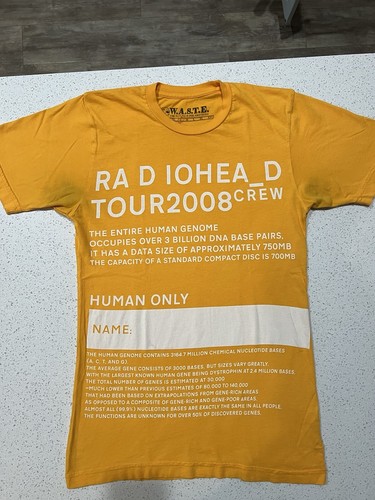 W.A.S.T.E.
RA D IOHEA_D
TOUR2008CREW
THE ENTIRE HUMAN GENOME
OCCUPIES OVER 3 BILLION DNA BASE PAIRS.
IT HAS A DATA SIZE OF APPROXIMATELY 750MB
THE CAPACITY OF A STANDARD COMPACT DISC IS 700MB
HUMAN ONLY
NAME:
THE HUMAN GENOME CONTAINS 3164.7 MILLION CHEMICAL NUCLEOTIDE BASES
(A, C, T, AND G).
THE AVERAGE GENE CONSISTS OF 3000 BASES, BUT SIZES VARY GREATLY
WITH THE LARGEST KNOWN HUMAN GENE BEING DYSTROPHIN AT 2.4 MILLION BASES.
THE TOTAL NUMBER OF GENES IS ESTIMATED AT 30 000
—MUCH LOWER THAN PREVIOUS ESTIMATES OF 80 000 TO 140 000
THAT HAD BEEN BASED ON EXTRAPOLATIONS FROM GENE-RICH AREAS
AS OPPOSED TO A COMPOSITE OF GENE-RICH AND GENE-POOR AREAS.
ALMOST ALL (99.9%) NUCLEOTIDE BASES ARE EXACTLY THE SAME IN ALL PEOPLE.
THE FUNCTIONS ARE UNKNOWN FOR OVER 50% OF DISCOVERED GENES.